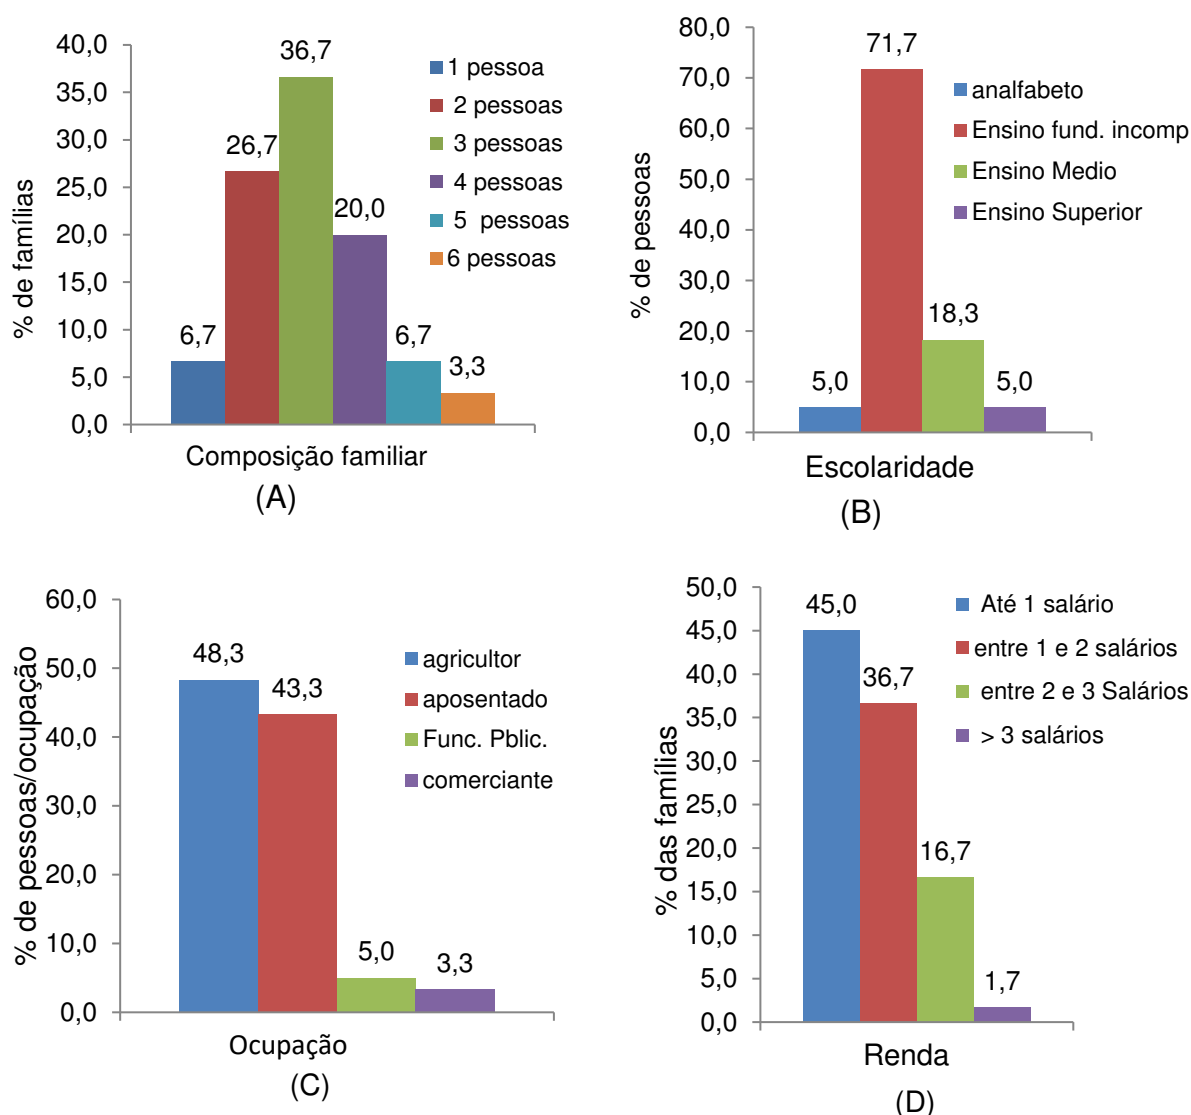 40,0
35,0
30,0
25,0
20,0
15,0
10,0
5,0
0,0
% de famílias
6,7
26,7
36,7
20,0
6,7
3,3
1 pessoa
2 pessoas
3 pessoas
4 pessoas
5 pessoas
6 pessoas
Composição familiar
(A)
80,0
70,0
60,0
50,0
40,0
30,0
20,0
10,0
0,0
% de pessoas
5,0
71,7
18,3
5,0
analfabeto
Ensino fund. incomp
Ensino Medio
Ensino Superior
Escolaridade
(B)
60,0
50,0
40,0
30,0
20,0
10,0
0,0
% de pessoas/ocupação
48,3
43,3
5,0
3,3
agricultor
aposentado
Func. Pblic.
comerciante
Ocupação
(C)
50,0
45,0
40,0
35,0
30,0
25,0
20,0
15,0
10,0
5,0
0,0
% das famílias
45,0
36,7
16,7
1,7
Até 1 salário
entre 1 e 2 salários
entre 2 e 3 Salários
> 3 salários
Renda
(D)